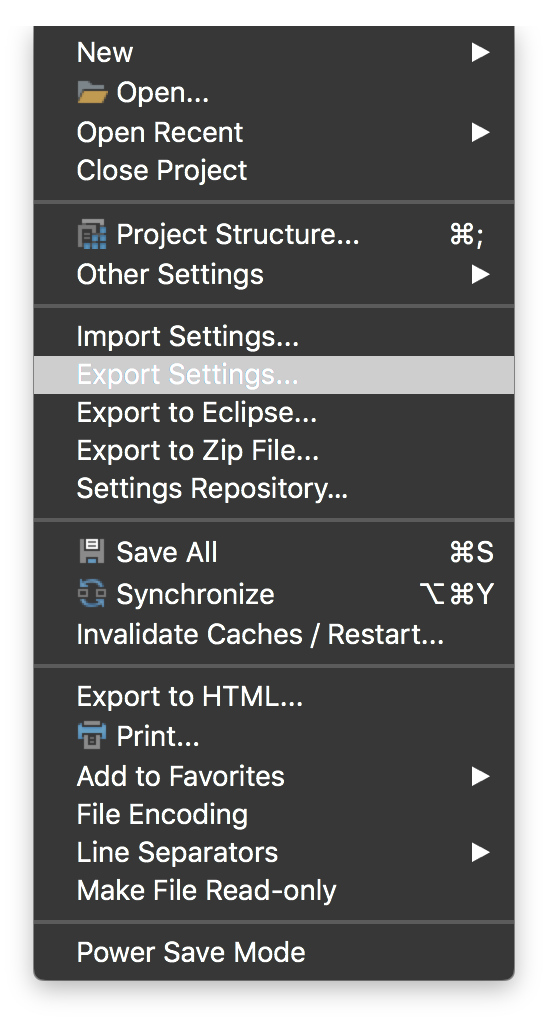 New
Open...
Open Recent
Close Project
Project Structure... ⌘;
Other Settings
Import Settings...
Export Settings...
Export to Eclipse...
Export to Zip File...
Settings Repository...
Save All ⌘S
Synchronize ⌥⌘Y
Invalidate Caches / Restart...
Export to HTML...
Print...
Add to Favorites
File Encoding
Line Separators
Make File Read-only
Power Save Mode